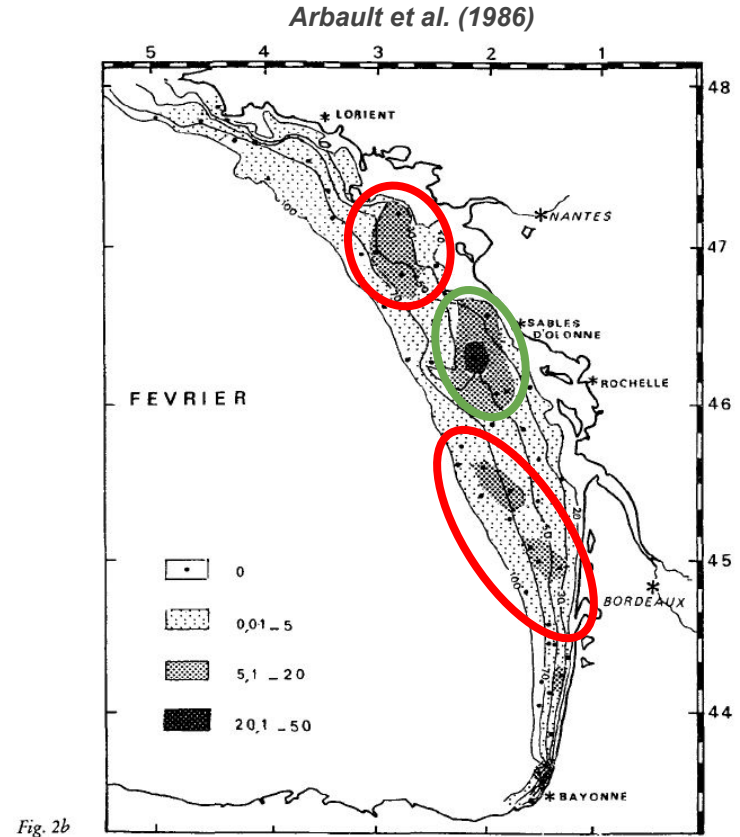 Arbault et al. (1986)
5 4 3 2 1
48
* LORIENT
*NANTES
47
*SABLES
D'OLONNE
*ROCHELLE
FEVRIER
46
20
0
45
0,01 _ 5
BORDEAUX
5,1 _ 20
70
44
20,1 _ 50
*BAYONNE
Fig. 2b